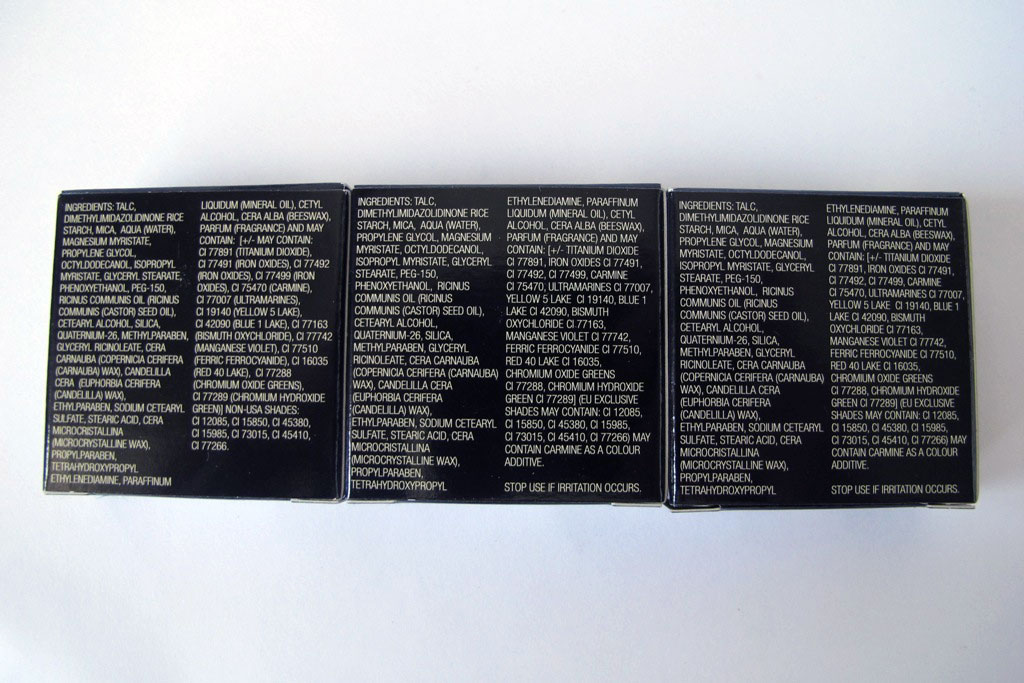 INGREDIENTS: TALC,
DIMETHYLIMIDAZOLIDINONE RICE
STARCH, MICA, AQUA (WATER),
MAGNESIUM MYRISTATE,
PROPYLENE GLYCOL,
OCTYLDODECANOL, ISOPROPYL
MYRISTATE, GLYCERYL STEARATE,
PHENOXYETHANOL, PEG-150,
RICINUS COMMUNIS OIL (RICINUS
COMMUNIS (CASTOR) SEED OIL),
CETEARYL ALCOHOL, SILICA,
QUATERNIUM-26, METHYLPARABEN,
GLYCERYL RICINOLEATE, CERA
CARNAUBA (COPERNICIA CERIFERA
(CARNAUBA) WAX), CANDELILLA
CERA (EUPHORBIA CERIFERA
(CANDELILLA) WAX),
ETHYLPARABEN, SODIUM CETEARYL
SULFATE, STEARIC ACID, CERA
MICROCRISTALLINA
(MICROCRYSTALLINE WAX),
PROPYLPARABEN,
TETRAHYDROXYPROPYL
ETHYLENEDIAMINE, PARAFFINUM
LIQUIDUM (MINERAL OIL), CETYL
ALCOHOL, CERA ALBA (BEESWAX),
PARFUM (FRAGRANCE) AND MAY
CONTAIN: [+/- MAY CONTAIN:
CI 77891 (TITANIUM DIOXIDE),
CI 77491 (IRON OXIDES), CI 77492
(IRON OXIDES), CI 77499 (IRON
OXIDES), CI 75470 (CARMINE),
CI 77007 (ULTRAMARINES),
CI 19140 (YELLOW 5 LAKE),
CI 42090 (BLUE 1 LAKE), CI 77163
(BISMUTH OXYCHLORIDE), CI 77742
(MANGANESE VIOLET), CI 77510
(FERRIC FERROCYANIDE), CI 16035
(RED 40 LAKE), CI 77288
(CHROMIUM OXIDE GREENS),
CI 77289 (CHROMIUM HYDROXIDE
GREEN)] NON-USA SHADES:
CI 12085, CI 15850, CI 45380,
CI 15985, CI 73015, CI 45410,
CI 77266.
INGREDIENTS: TALC,
DIMETHYLIMIDAZOLIDINONE RICE
STARCH, MICA, AQUA (WATER),
PROPYLENE GLYCOL, MAGNESIUM
MYRISTATE, OCTYLDODECANOL,
ISOPROPYL MYRISTATE, GLYCERYL
STEARATE, PEG-150,
PHENOXYETHANOL, RICINUS
COMMUNIS OIL (RICINUS
COMMUNIS (CASTOR) SEED OIL),
CETEARYL ALCOHOL,
QUATERNIUM-26, SILICA,
METHYLPARABEN, GLYCERYL
RICINOLEATE, CERA CARNAUBA
(COPERNICIA CERIFERA (CARNAUBA)
WAX), CANDELILLA CERA
(EUPHORBIA CERIFERA
(CANDELILLA) WAX),
ETHYLPARABEN, SODIUM CETEARYL
SULFATE, STEARIC ACID, CERA
MICROCRISTALLINA
(MICROCRYSTALLINE WAX),
PROPYLPARABEN,
TETRAHYDROXYPROPYL
ETHYLENEDIAMINE, PARAFFINUM
LIQUIDUM (MINERAL OIL), CETYL
ALCOHOL, CERA ALBA (BEESWAX),
PARFUM (FRAGRANCE) AND MAY
CONTAIN: [+/- TITANIUM DIOXIDE
CI 77891, IRON OXIDES CI 77491,
CI 77492, CI 77499, CARMINE
CI 75470, ULTRAMARINES CI 77007,
YELLOW 5 LAKE CI 19140, BLUE 1
LAKE CI 42090, BISMUTH
OXYCHLORIDE CI 77163,
MANGANESE VIOLET CI 77742,
FERRIC FERROCYANIDE CI 77510,
RED 40 LAKE CI 16035,
CHROMIUM OXIDE GREENS
CI 77288, CHROMIUM HYDROXIDE
GREEN CI 77289] (EU EXCLUSIVE
SHADES MAY CONTAIN: CI 12085,
CI 15850, CI 45380, CI 15985,
CI 73015, CI 45410, CI 77266) MAY
CONTAIN CARMINE AS A COLOUR
ADDITIVE.
STOP USE IF IRRITATION OCCURS.
INGREDIENTS: TALC,
DIMETHYLIMIDAZOLIDINONE RICE
STARCH, MICA, AQUA (WATER),
PROPYLENE GLYCOL, MAGNESIUM
MYRISTATE, OCTYLDODECANOL,
ISOPROPYL MYRISTATE, GLYCERYL
STEARATE, PEG-150,
PHENOXYETHANOL, RICINUS
COMMUNIS OIL (RICINUS
COMMUNIS (CASTOR) SEED OIL),
CETEARYL ALCOHOL,
QUATERNIUM-26, SILICA,
METHYLPARABEN, GLYCERYL
RICINOLEATE, CERA CARNAUBA
(COPERNICIA CERIFERA (CARNAUBA)
WAX), CANDELILLA CERA
(EUPHORBIA CERIFERA
(CANDELILLA) WAX),
ETHYLPARABEN, SODIUM CETEARYL
SULFATE, STEARIC ACID, CERA
MICROCRISTALLINA
(MICROCRYSTALLINE WAX),
PROPYLPARABEN,
TETRAHYDROXYPROPYL
ETHYLENEDIAMINE, PARAFFINUM
LIQUIDUM (MINERAL OIL), CETYL
ALCOHOL, CERA ALBA (BEESWAX),
PARFUM (FRAGRANCE) AND MAY
CONTAIN: [+/- TITANIUM DIOXIDE
CI 77891, IRON OXIDES CI 77491,
CI 77492, CI 77499, CARMINE
CI 75470, ULTRAMARINES CI 77007,
YELLOW 5 LAKE CI 19140, BLUE 1
LAKE CI 42090, BISMUTH
OXYCHLORIDE CI 77163,
MANGANESE VIOLET CI 77742,
FERRIC FERROCYANIDE CI 77510,
RED 40 LAKE CI 16035,
CHROMIUM OXIDE GREENS
CI 77288, CHROMIUM HYDROXIDE
GREEN CI 77289] (EU EXCLUSIVE
SHADES MAY CONTAIN: CI 12085,
CI 15850, CI 45380, CI 15985,
CI 73015, CI 45410, CI 77266) MAY
CONTAIN CARMINE AS A COLOUR
ADDITIVE.
STOP USE IF IRRITATION OCCURS.